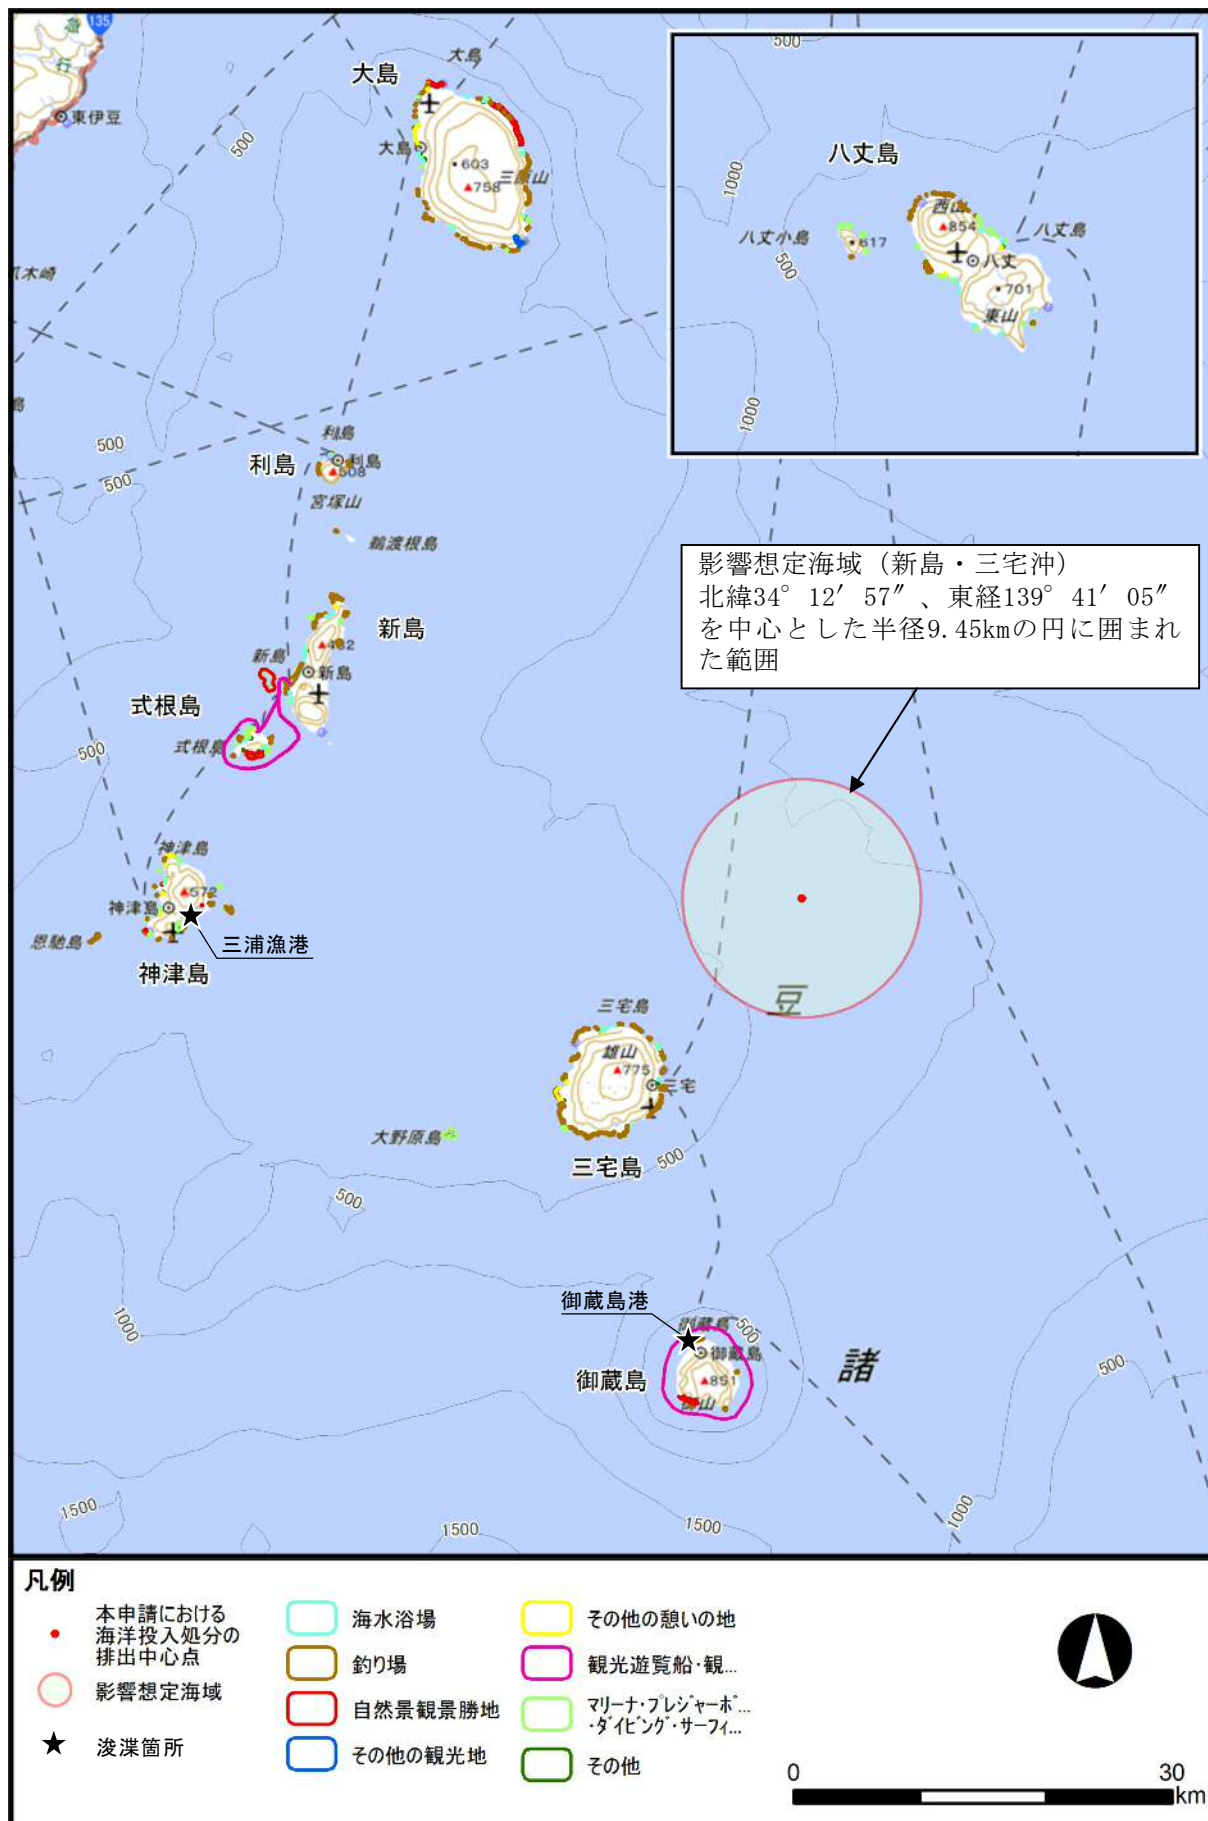 135
東伊豆
500
大島
大島
大島
603
三原山
758
爪木崎
島
500
500
利島
利島
利島
508
宮塚山
鵜渡根島
新島
432
新島
新島
式根島
式根島
500
神津島
572
神津島
三浦漁港
恩馳島
神津島
500
八丈島
1000
八丈小島
617
500
西山
854
八丈島
八丈
701
東山
1000
影響想定海域（新島・三宅沖）
北緯34°12′57″、東経139°41′05″
を中心とした半径9.45kmの円に囲まれ
た範囲
豆
三宅島
雄山
775
三宅
大野原島
三宅島
500
500
1000
御蔵島港
御蔵島
500
御蔵島
851
御山
御蔵島
諸
500
1000
1500
1500
1500
凡例
本申請における
海洋投入処分の
排出中心点
影響想定海域
浚渫箇所
海水浴場
釣り場
自然景観景勝地
その他の観光地
その他の憩いの地
観光遊覧船・観...
マリーナ・プレジャーボ...
・ダイビング・サーフィ...
その他
0 30
km